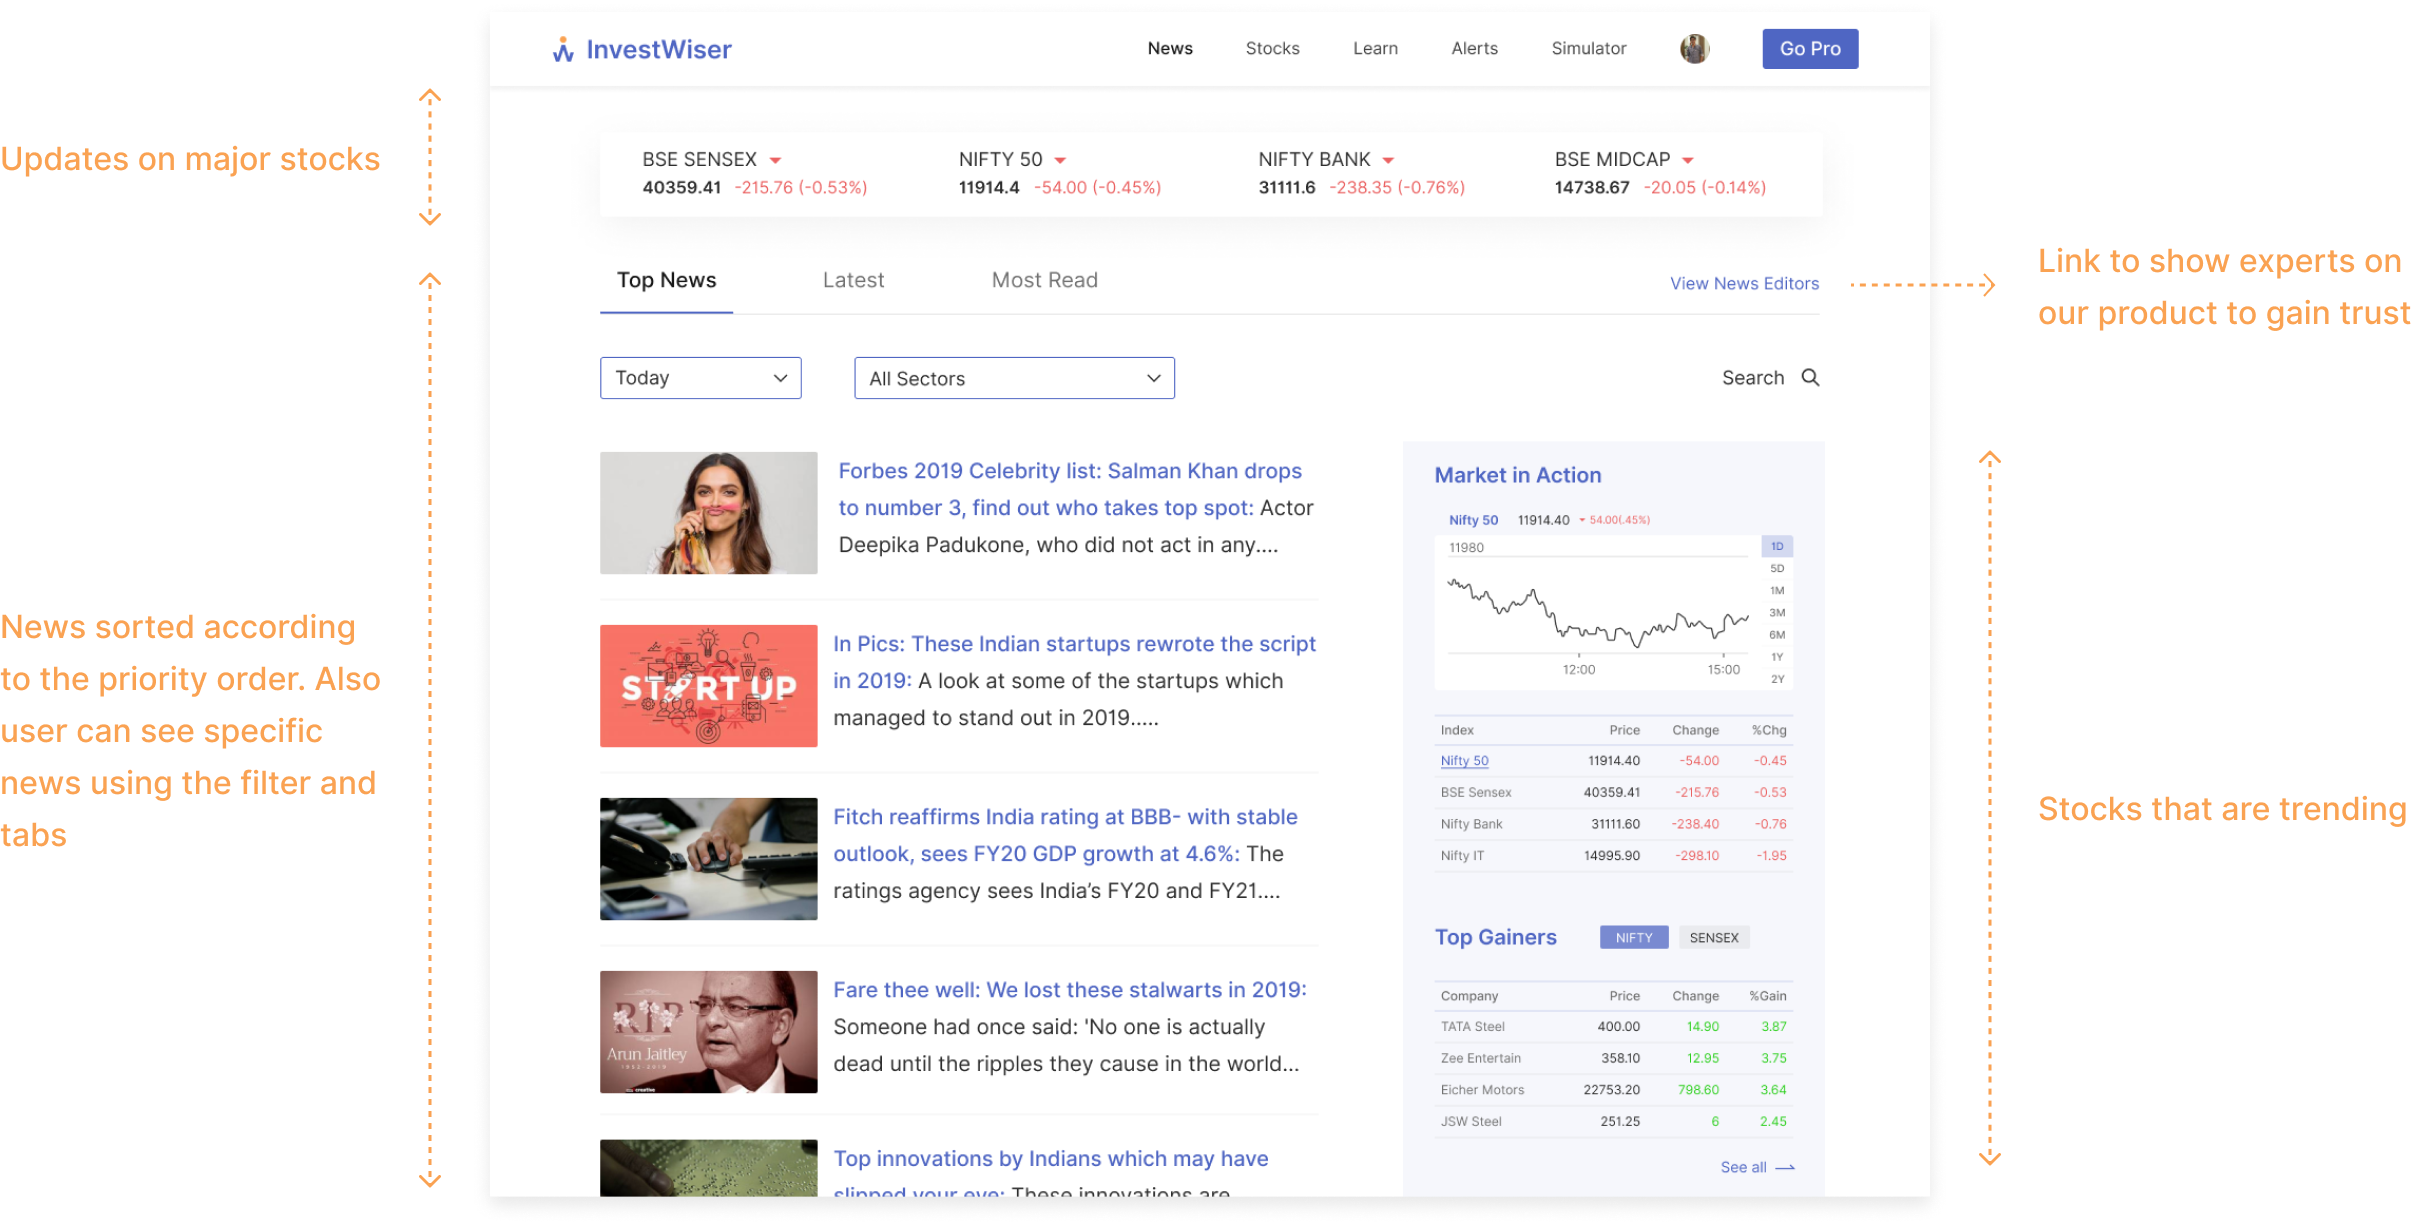 InvestWiser
News
Stocks
Learn
Alerts
Simulator
Go Pro
Updates on major stocks
BSE SENSEX
40359.41 -215.76 (-0.53%)
NIFTY 50
11914.4 -54.00 (-0.45%)
NIFTY BANK
31111.6 -238.35 (-0.76%)
BSE MIDCAP
14738.67 -20.05 (-0.14%)
Top News
Latest
Most Read
View News Editors
Link to show experts on
our product to gain trust
Today
All Sectors
Search
News sorted according
to the priority order. Also
user can see specific
news using the filter and
tabs
Forbes 2019 Celebrity list: Salman Khan drops
to number 3, find out who takes top spot: Actor
Deepika Padukone, who did not act in any....
START UP
In Pics: These Indian startups rewrote the script
in 2019: A look at some of the startups which
managed to stand out in 2019.....
Fitch reaffirms India rating at BBB- with stable
outlook, sees FY20 GDP growth at 4.6%: The
ratings agency sees India’s FY20 and FY21....
RIP
Arun Jaitley
1952-2019
creative
Fare thee well: We lost these stalwarts in 2019:
Someone had once said: 'No one is actually
dead until the ripples they cause in the world...
Top innovations by Indians which may have
slipped your eye: These innovations are
Market in Action
Nifty 50 11914.40 54.00(.45%)
11980
1D
5D
1M
3M
6M
1Y
2Y
12:00 15:00
Index Price Change %Chg
Nifty 50 11914.40 -54.00 -0.45
BSE Sensex 40359.41 -215.76 -0.53
Nifty Bank 31111.60 -238.40 -0.76
Nifty IT 14995.90 -298.10 -1.95
Top Gainers NIFTY SENSEX
Company Price Change %Gain
TATA Steel 400.00 14.90 3.87
Zee Entertain 358.10 12.95 3.75
Eicher Motors 22753.20 798.60 3.64
JSW Steel 251.25 6 2.45
See all
Stocks that are trending